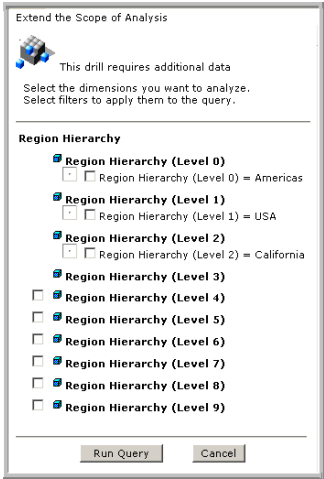 Extend the Scope of Analysis
This drill requires additional data
Select the dimensions you want to analyze.
Select filters to apply them to the query.
Region Hierarchy
Region Hierarchy (Level 0)
Region Hierarchy (Level 0) = Americas
Region Hierarchy (Level 1)
Region Hierarchy (Level 1) = USA
Region Hierarchy (Level 2)
Region Hierarchy (Level 2) = California
Region Hierarchy (Level 3)
Region Hierarchy (Level 4)
Region Hierarchy (Level 5)
Region Hierarchy (Level 6)
Region Hierarchy (Level 7)
Region Hierarchy (Level 8)
Region Hierarchy (Level 9)
Run Query Cancel